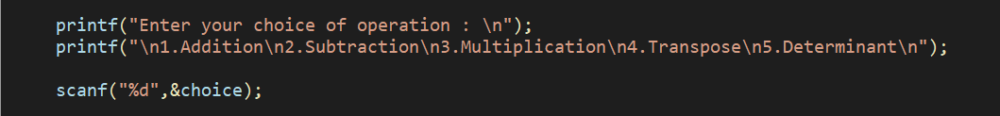 printf("Enter your choice of operation : \n");
printf("\n1.Addition\n2.Subtraction\n3.Multiplication\n4.Transpose\n5.Determinant\n");
scanf("%d",&choice);